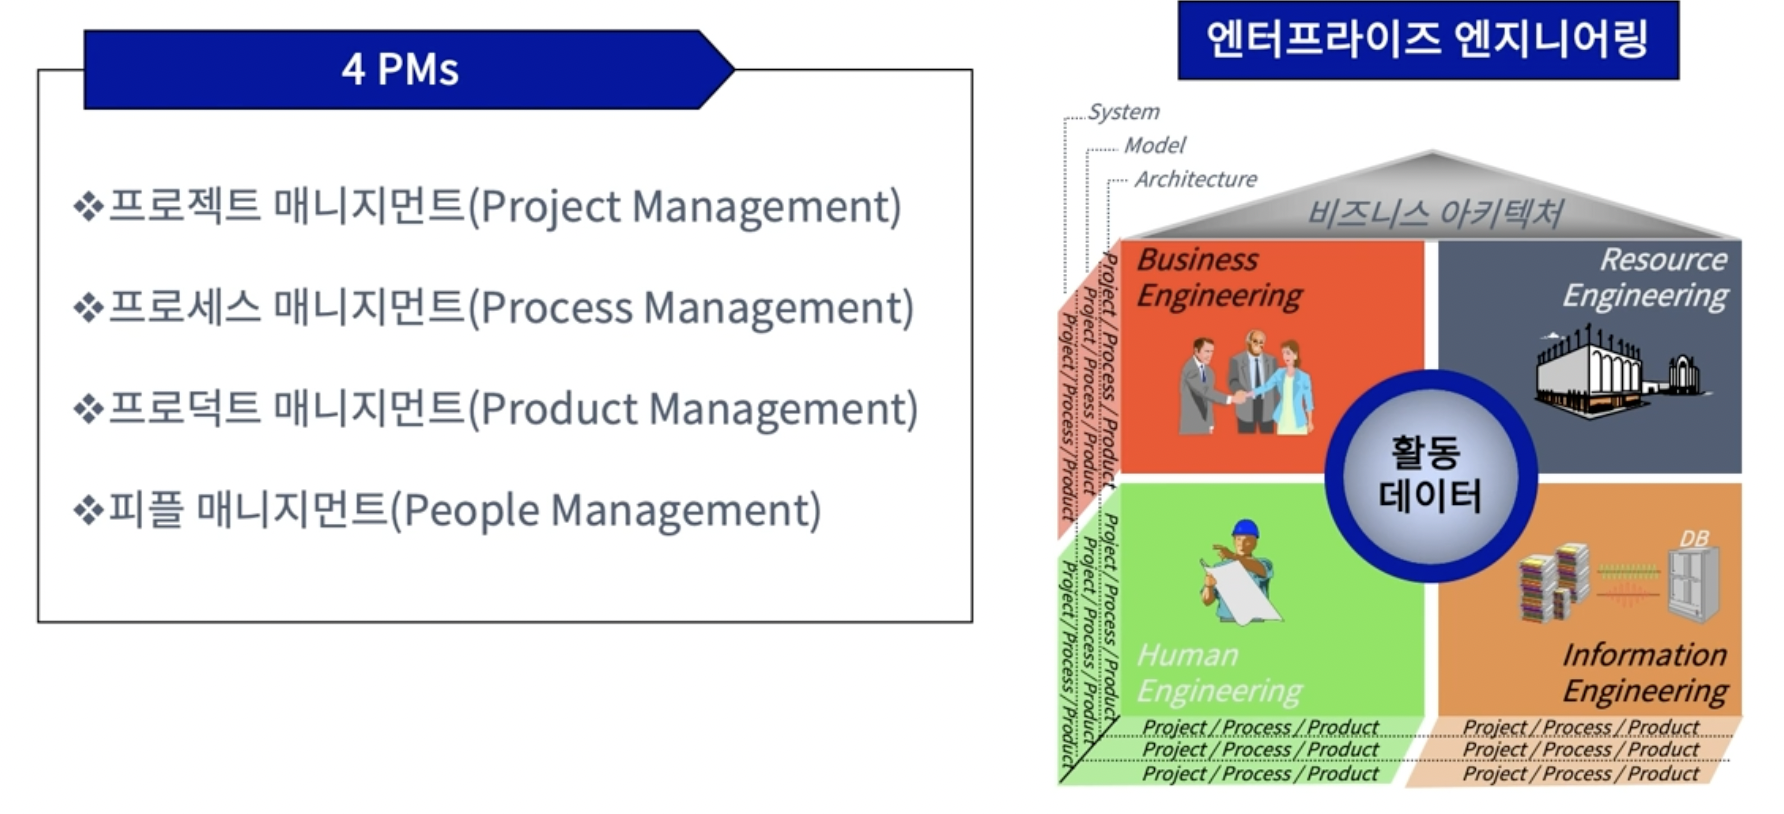 4 PMs
❖프로젝트 매니지먼트(Project Management)
❖프로세스 매니지먼트(Process Management)
❖프로덕트 매니지먼트(Product Management)
❖피플 매니지먼트(People Management)
엔터프라이즈 엔지니어링
System
Model
Architecture
비즈니스 아키텍처
Business
Engineering
Resource
Engineering
Project / Process / Product
Project / Process / Product
Project / Process / Product
활동
데이터
DB
Human
Engineering
Information
Engineering
Project / Process / Product
Project / Process / Product
Project / Process / Product
Project / Process / Product
Project / Process / Product
Project / Process / Product
Project / Process / Product
Project / Process / Product
Project / Process / Product